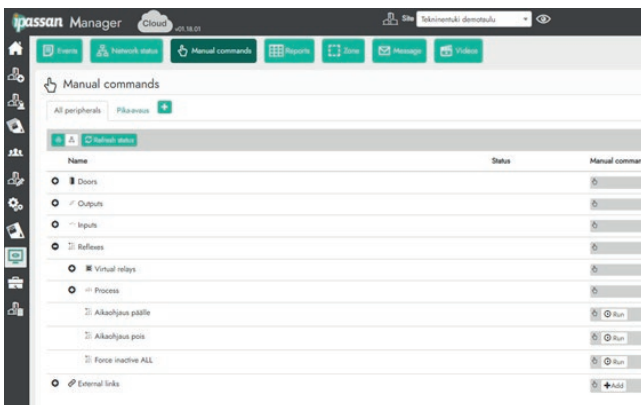 ipassan Manager Cloud v01.18.01 Site Tekninentuki demotaulu
Events Network status Manual commands Reports Zone Message Videos
Manual commands
All peripherals Pika-avaus
Refresh status
Name Status Manual comman
Doors
Outputs
Inputs
Reflexes
Virtual relays
Process
Aikaohjaus päälle Run
Aikaohjaus pois Run
Force inactive ALL Run
External links Add